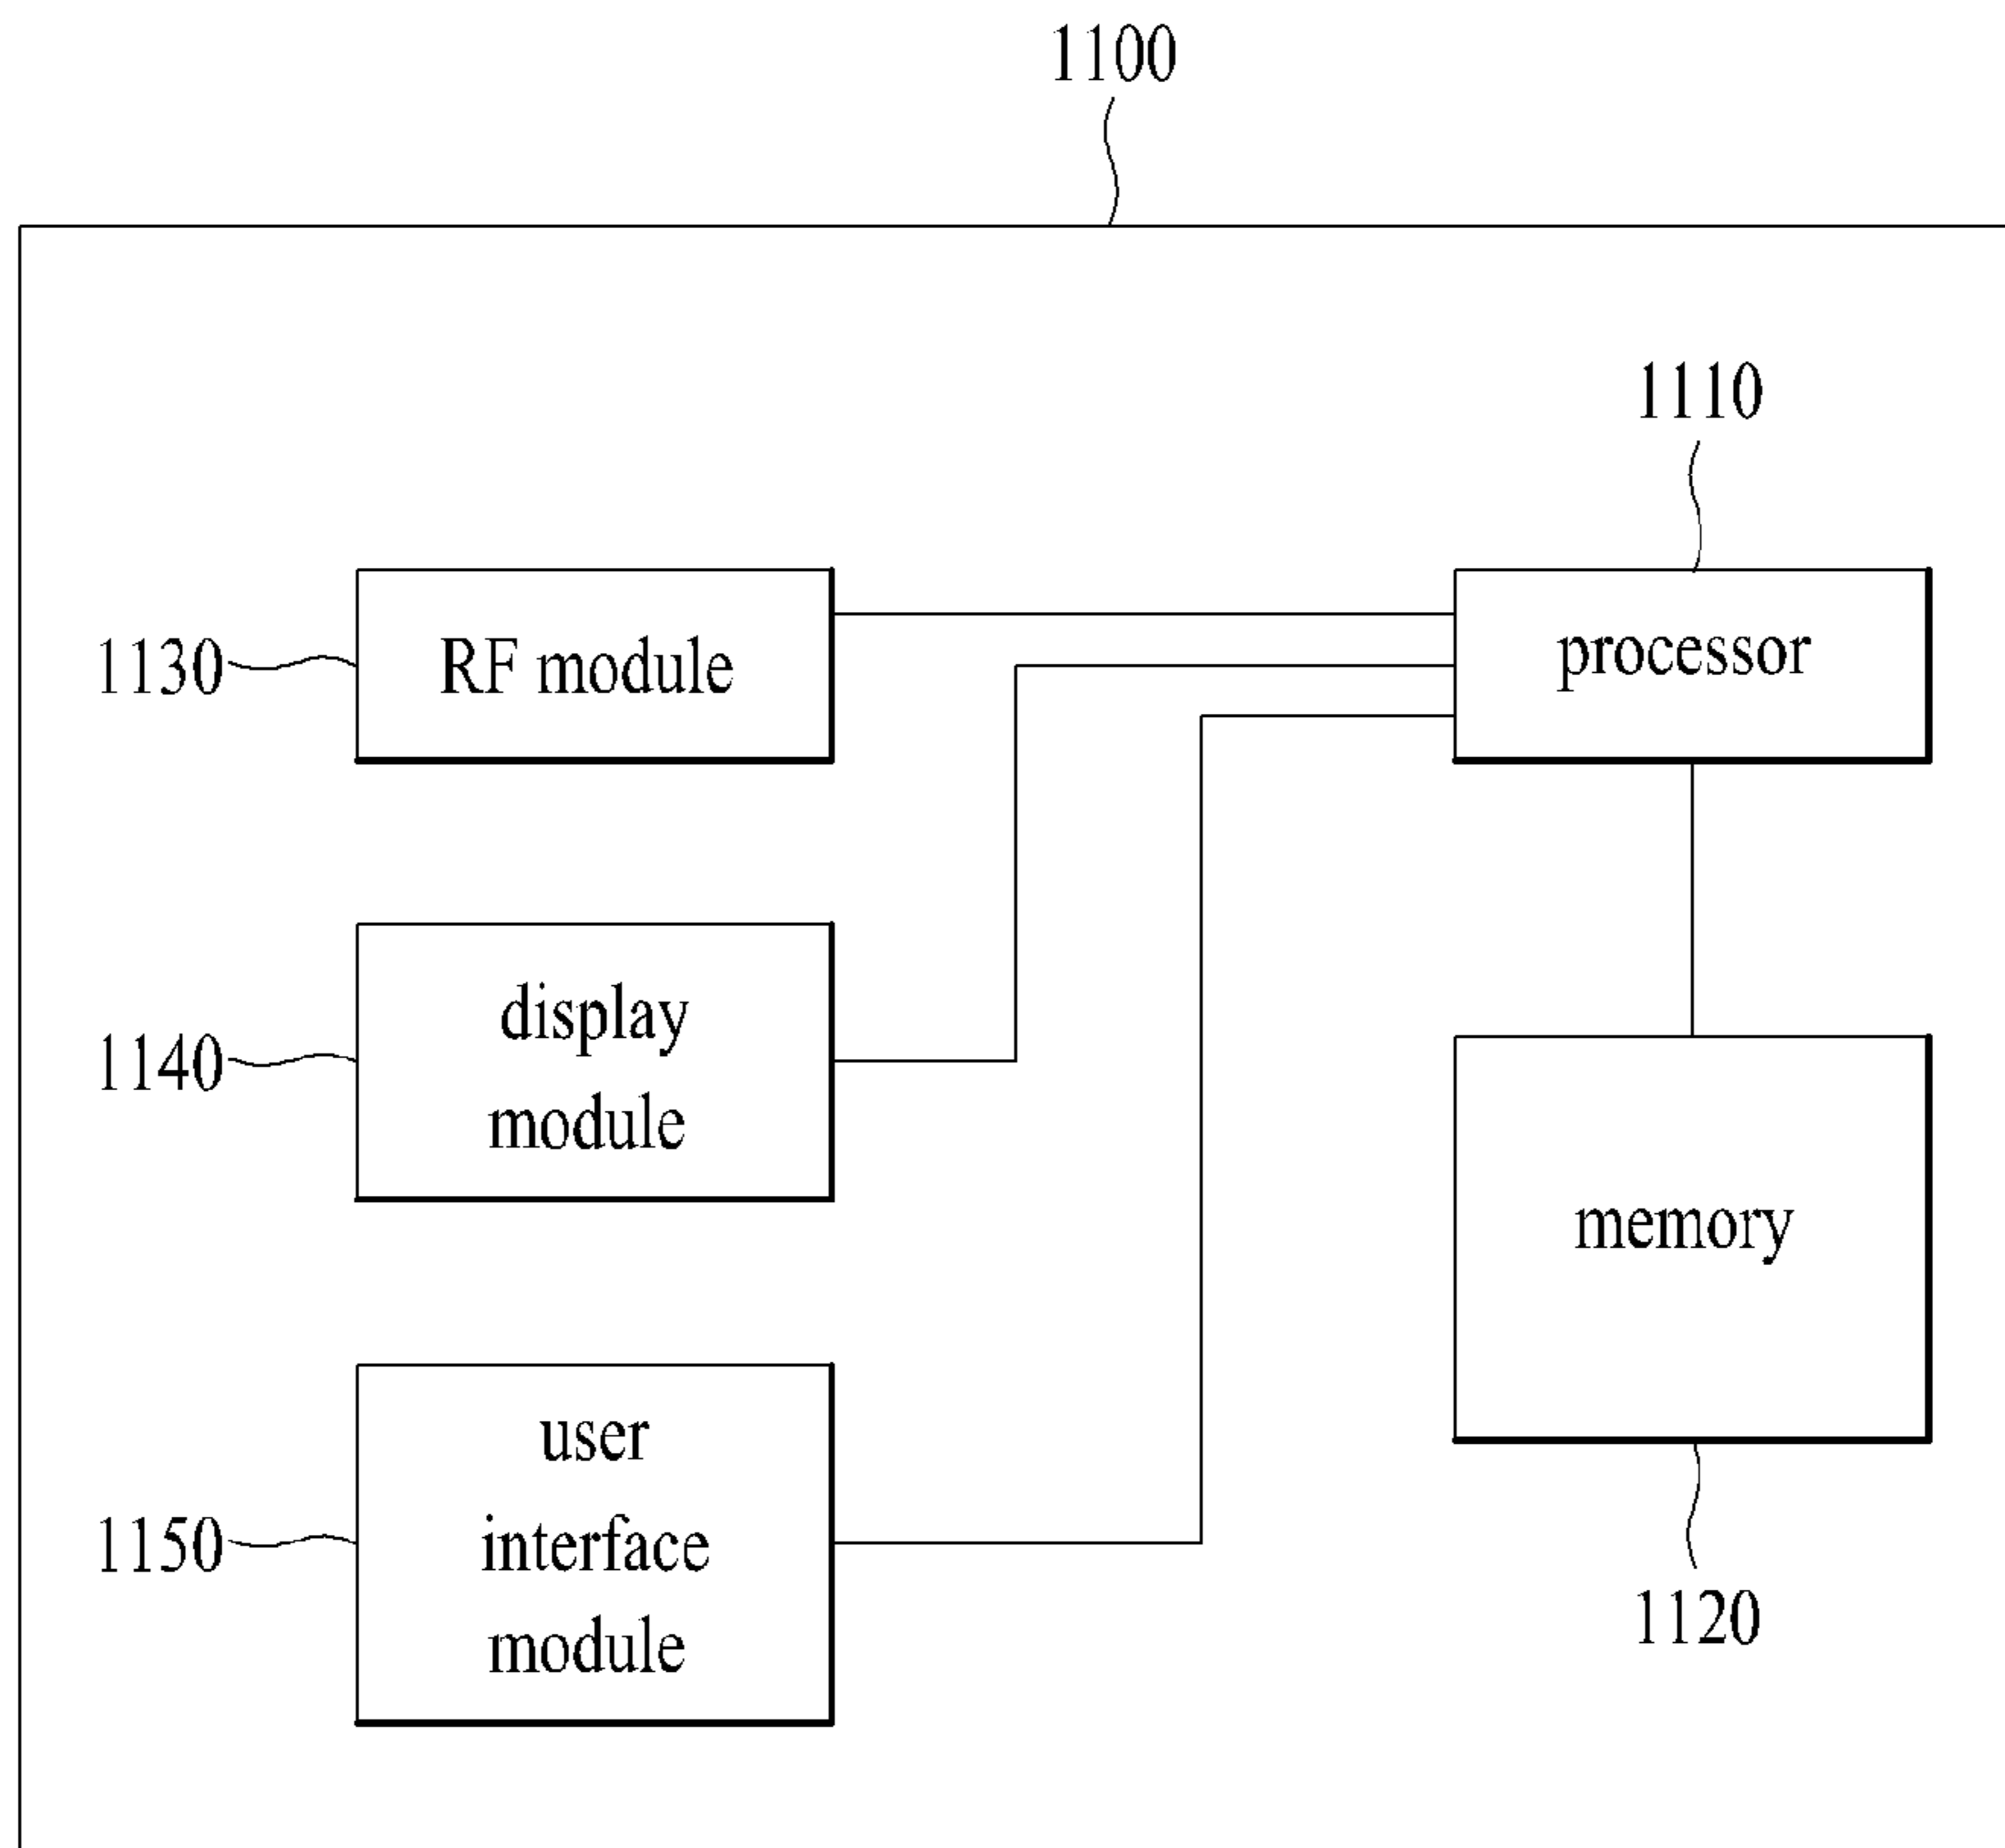 1100
1110
1130
RF module
processor
1140
display
module
memory
1150
user
interface
module
1120